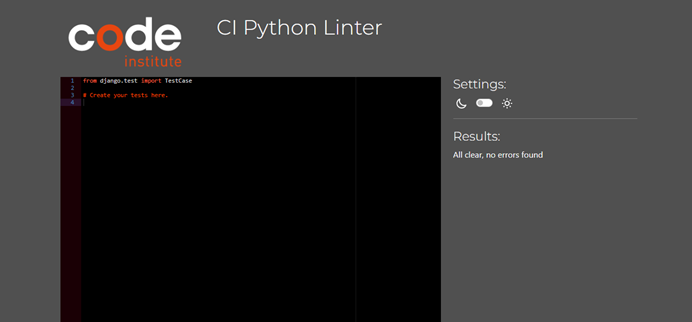 code
institute
CI Python Linter
1 from django.test import TestCase
2
3 # Create your tests here.
4
Settings:
Results:
All clear, no errors found